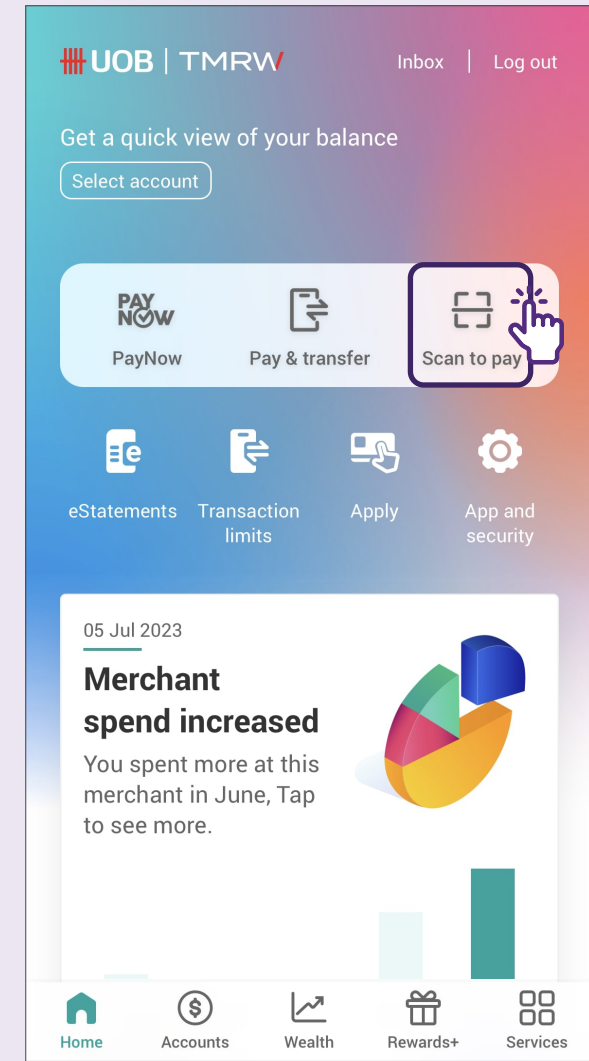 UOB | TMRW
Inbox | Log out
Get a quick view of your balance
Select account
PAY
NOW
PayNow
Pay & transfer
Scan to pay
e
eStatements
Transaction
limits
Apply
App and
security
05 Jul 2023
Merchant
spend increased
You spent more at this
merchant in June, Tap
to see more.
$
Home
Accounts
Wealth
Rewards+
Services